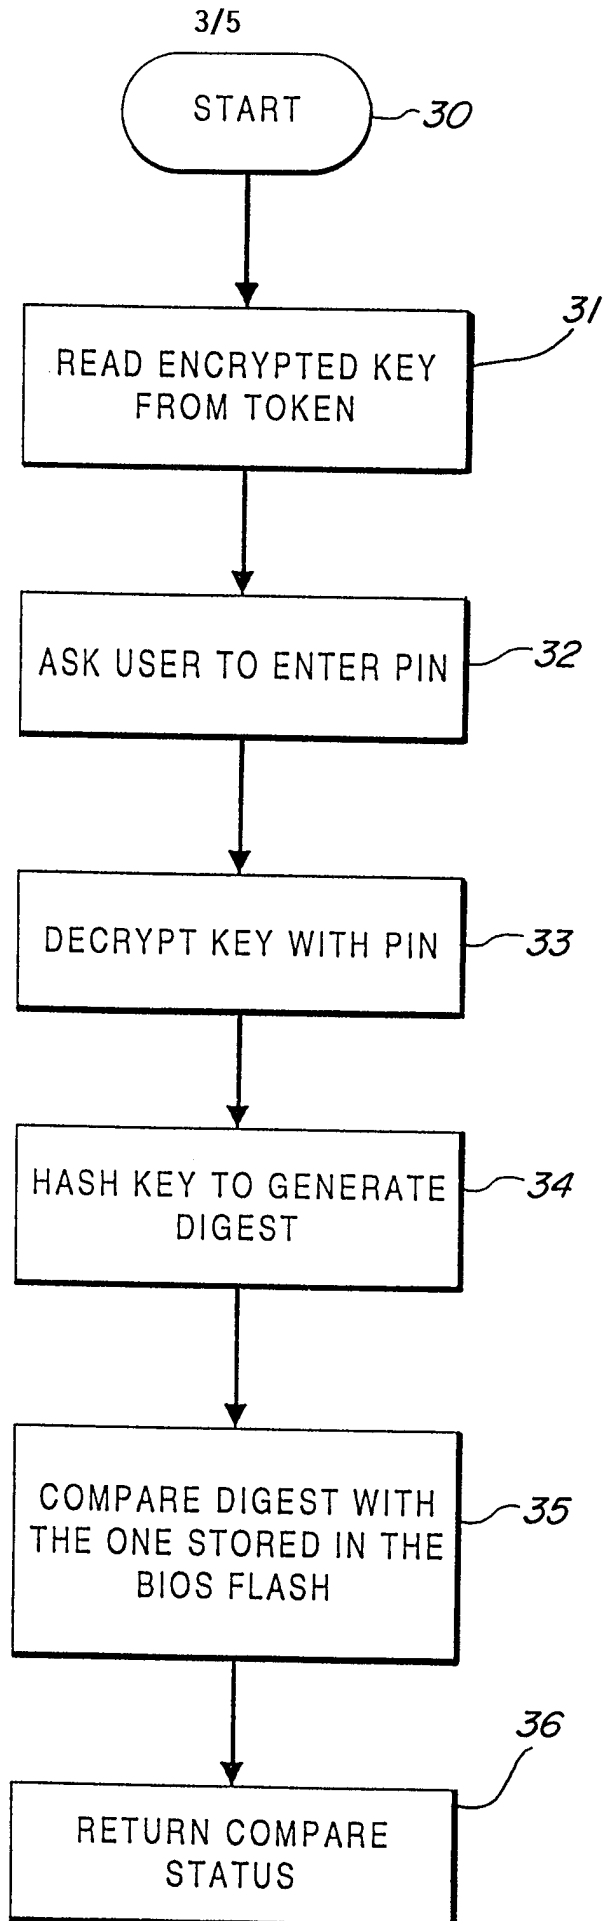 3/5
START
30
31
READ ENCRYPTED KEY
FROM TOKEN
ASK USER TO ENTER PIN
32
DECRYPT KEY WITH PIN
33
HASH KEY TO GENERATE
DIGEST
34
COMPARE DIGEST WITH
THE ONE STORED IN THE
BIOS FLASH
35
36
RETURN COMPARE
STATUS